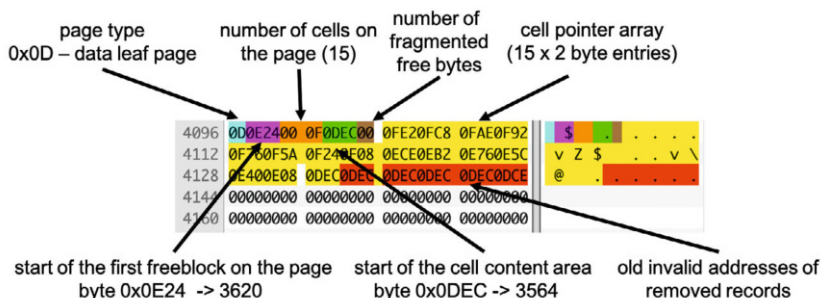 page type
0x0D – data leaf page
number of cells on
the page (15)
number of
fragmented
free bytes
cell pointer array
(15 x 2 byte entries)
4096 0D0E2400 0F0DEC00 0FE20FC8 0FAE0F92 $ . . . . .
4112 0F760F5A 0F240F08 0ECE0EB2 0E760E5C v Z $ . . v \
4128 0E400E08 0DEC0DEC 0DEC0DEC 0DEC0DCE @ . . . . . .
4144 00000000 00000000 00000000 00000000
4160 00000000 00000000 00000000 00000000
start of the first freeblock on the page
byte 0x0E24 -> 3620
start of the cell content area
byte 0x0DEC -> 3564
old invalid addresses of
removed records